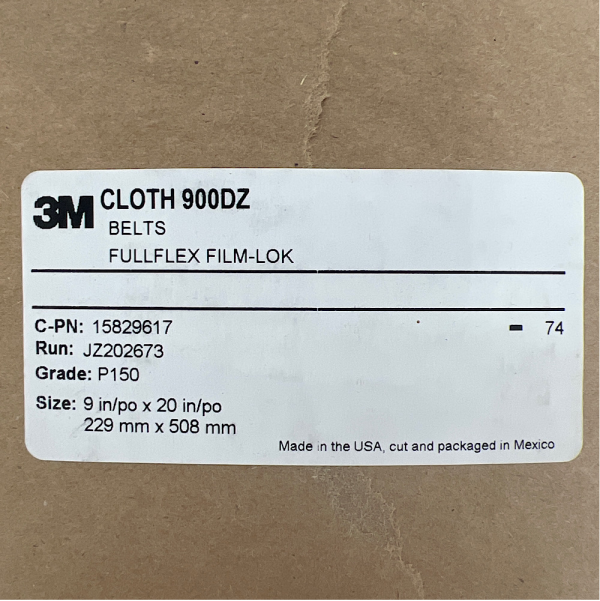 3M CLOTH 900DZ
BELTS
FULLFLEX FILM-LOK
C-PN: 15829617 - 74
Run: JZ202673
Grade: P150
Size: 9 in/po x 20 in/po
229 mm x 508 mm
Made in the USA, cut and packaged in Mexico